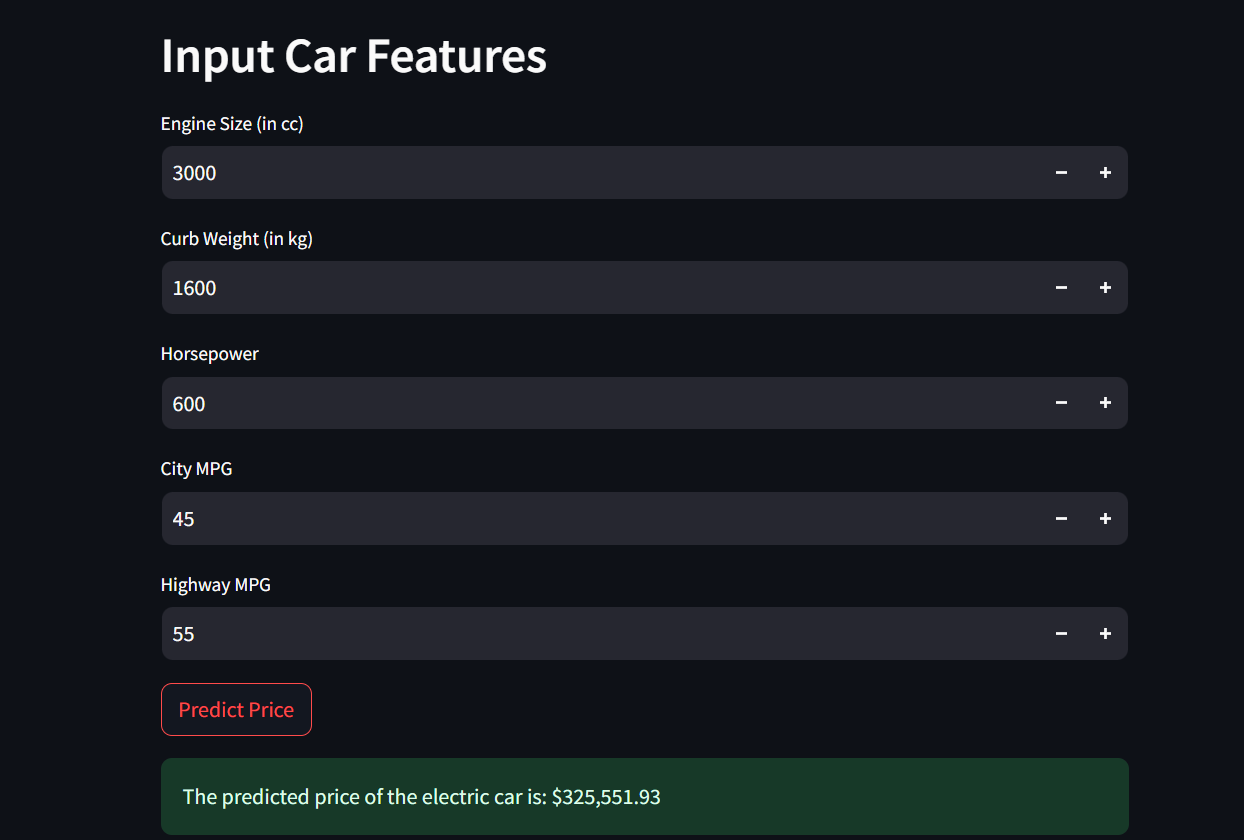 Input Car Features
Engine Size (in cc)
3000
Curb Weight (in kg)
1600
Horsepower
600
City MPG
45
Highway MPG
55
Predict Price
The predicted price of the electric car is: $325,551.93